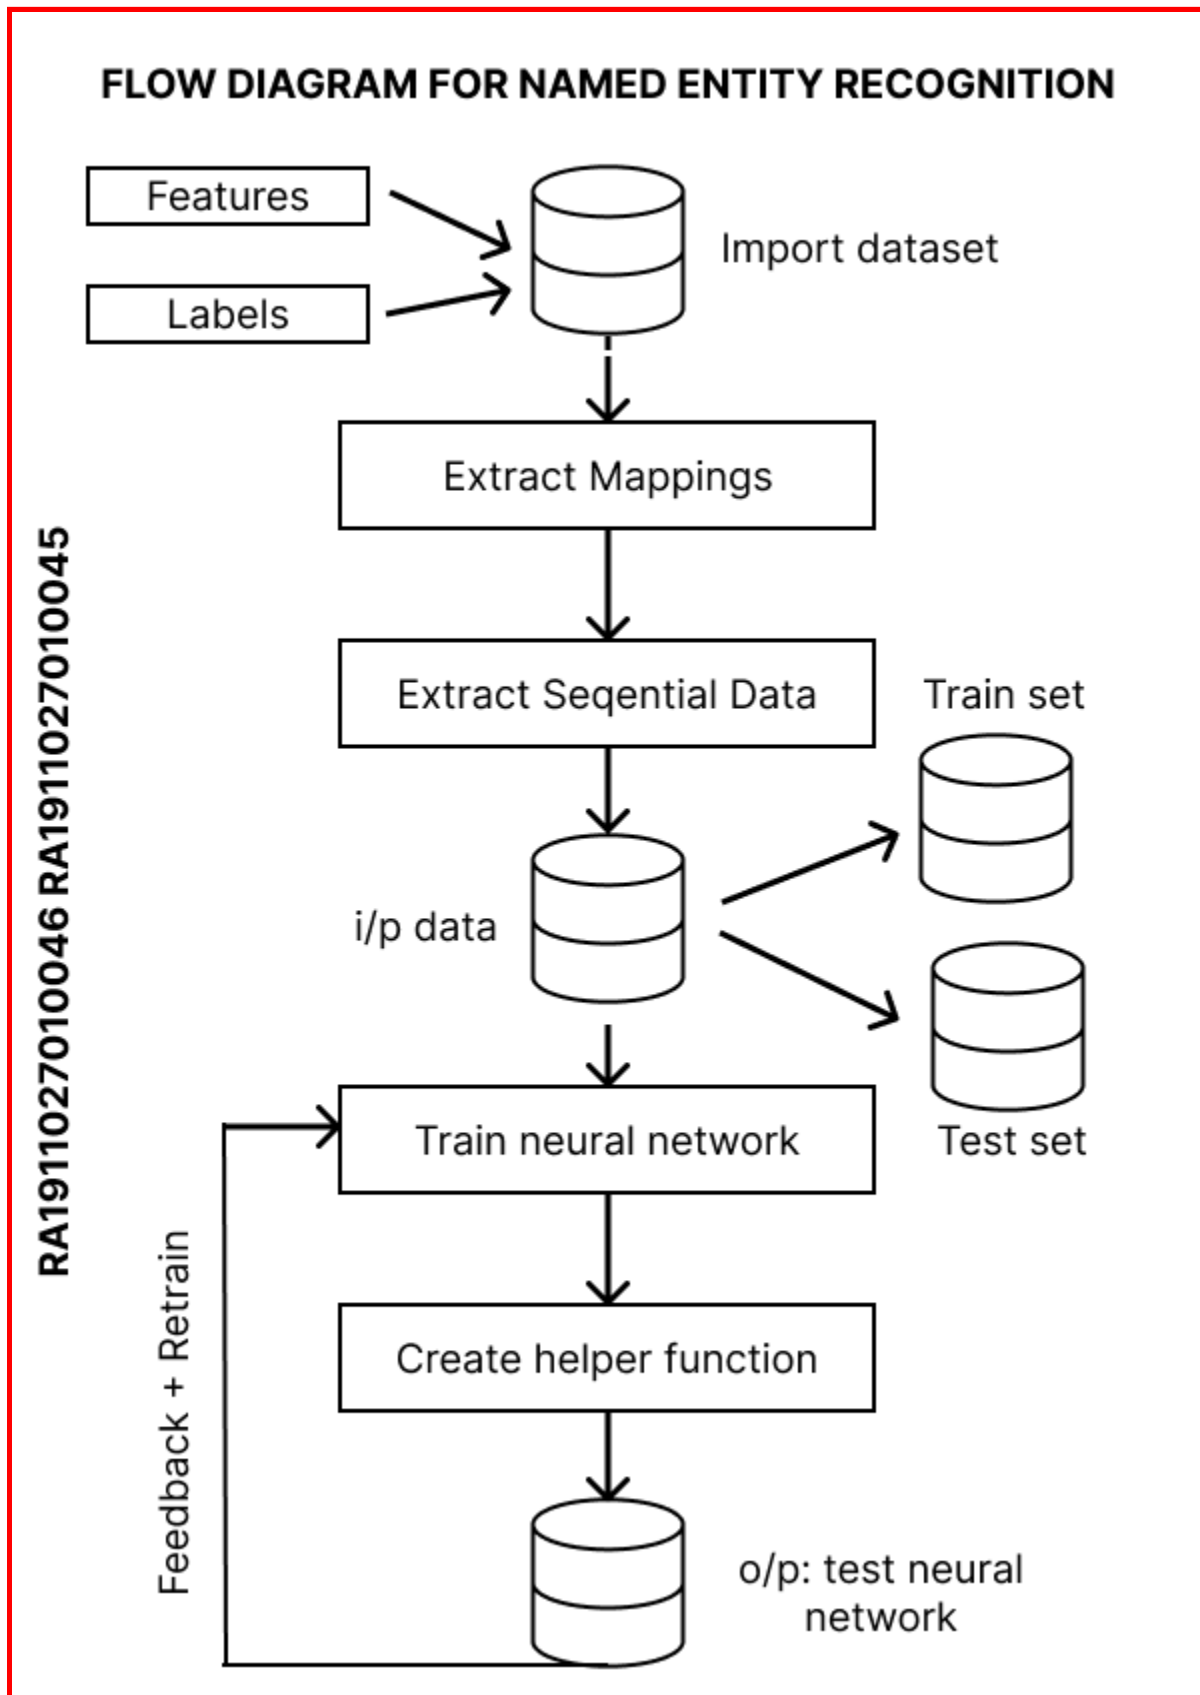 FLOW DIAGRAM FOR NAMED ENTITY RECOGNITION
Features
Labels
Import dataset
Extract Mappings
Extract Seqential Data
Train set
i/p data
Test set
Train neural network
Create helper function
o/p: test neural
network
Feedback + Retrain
RA1911027010046 RA1911027010045